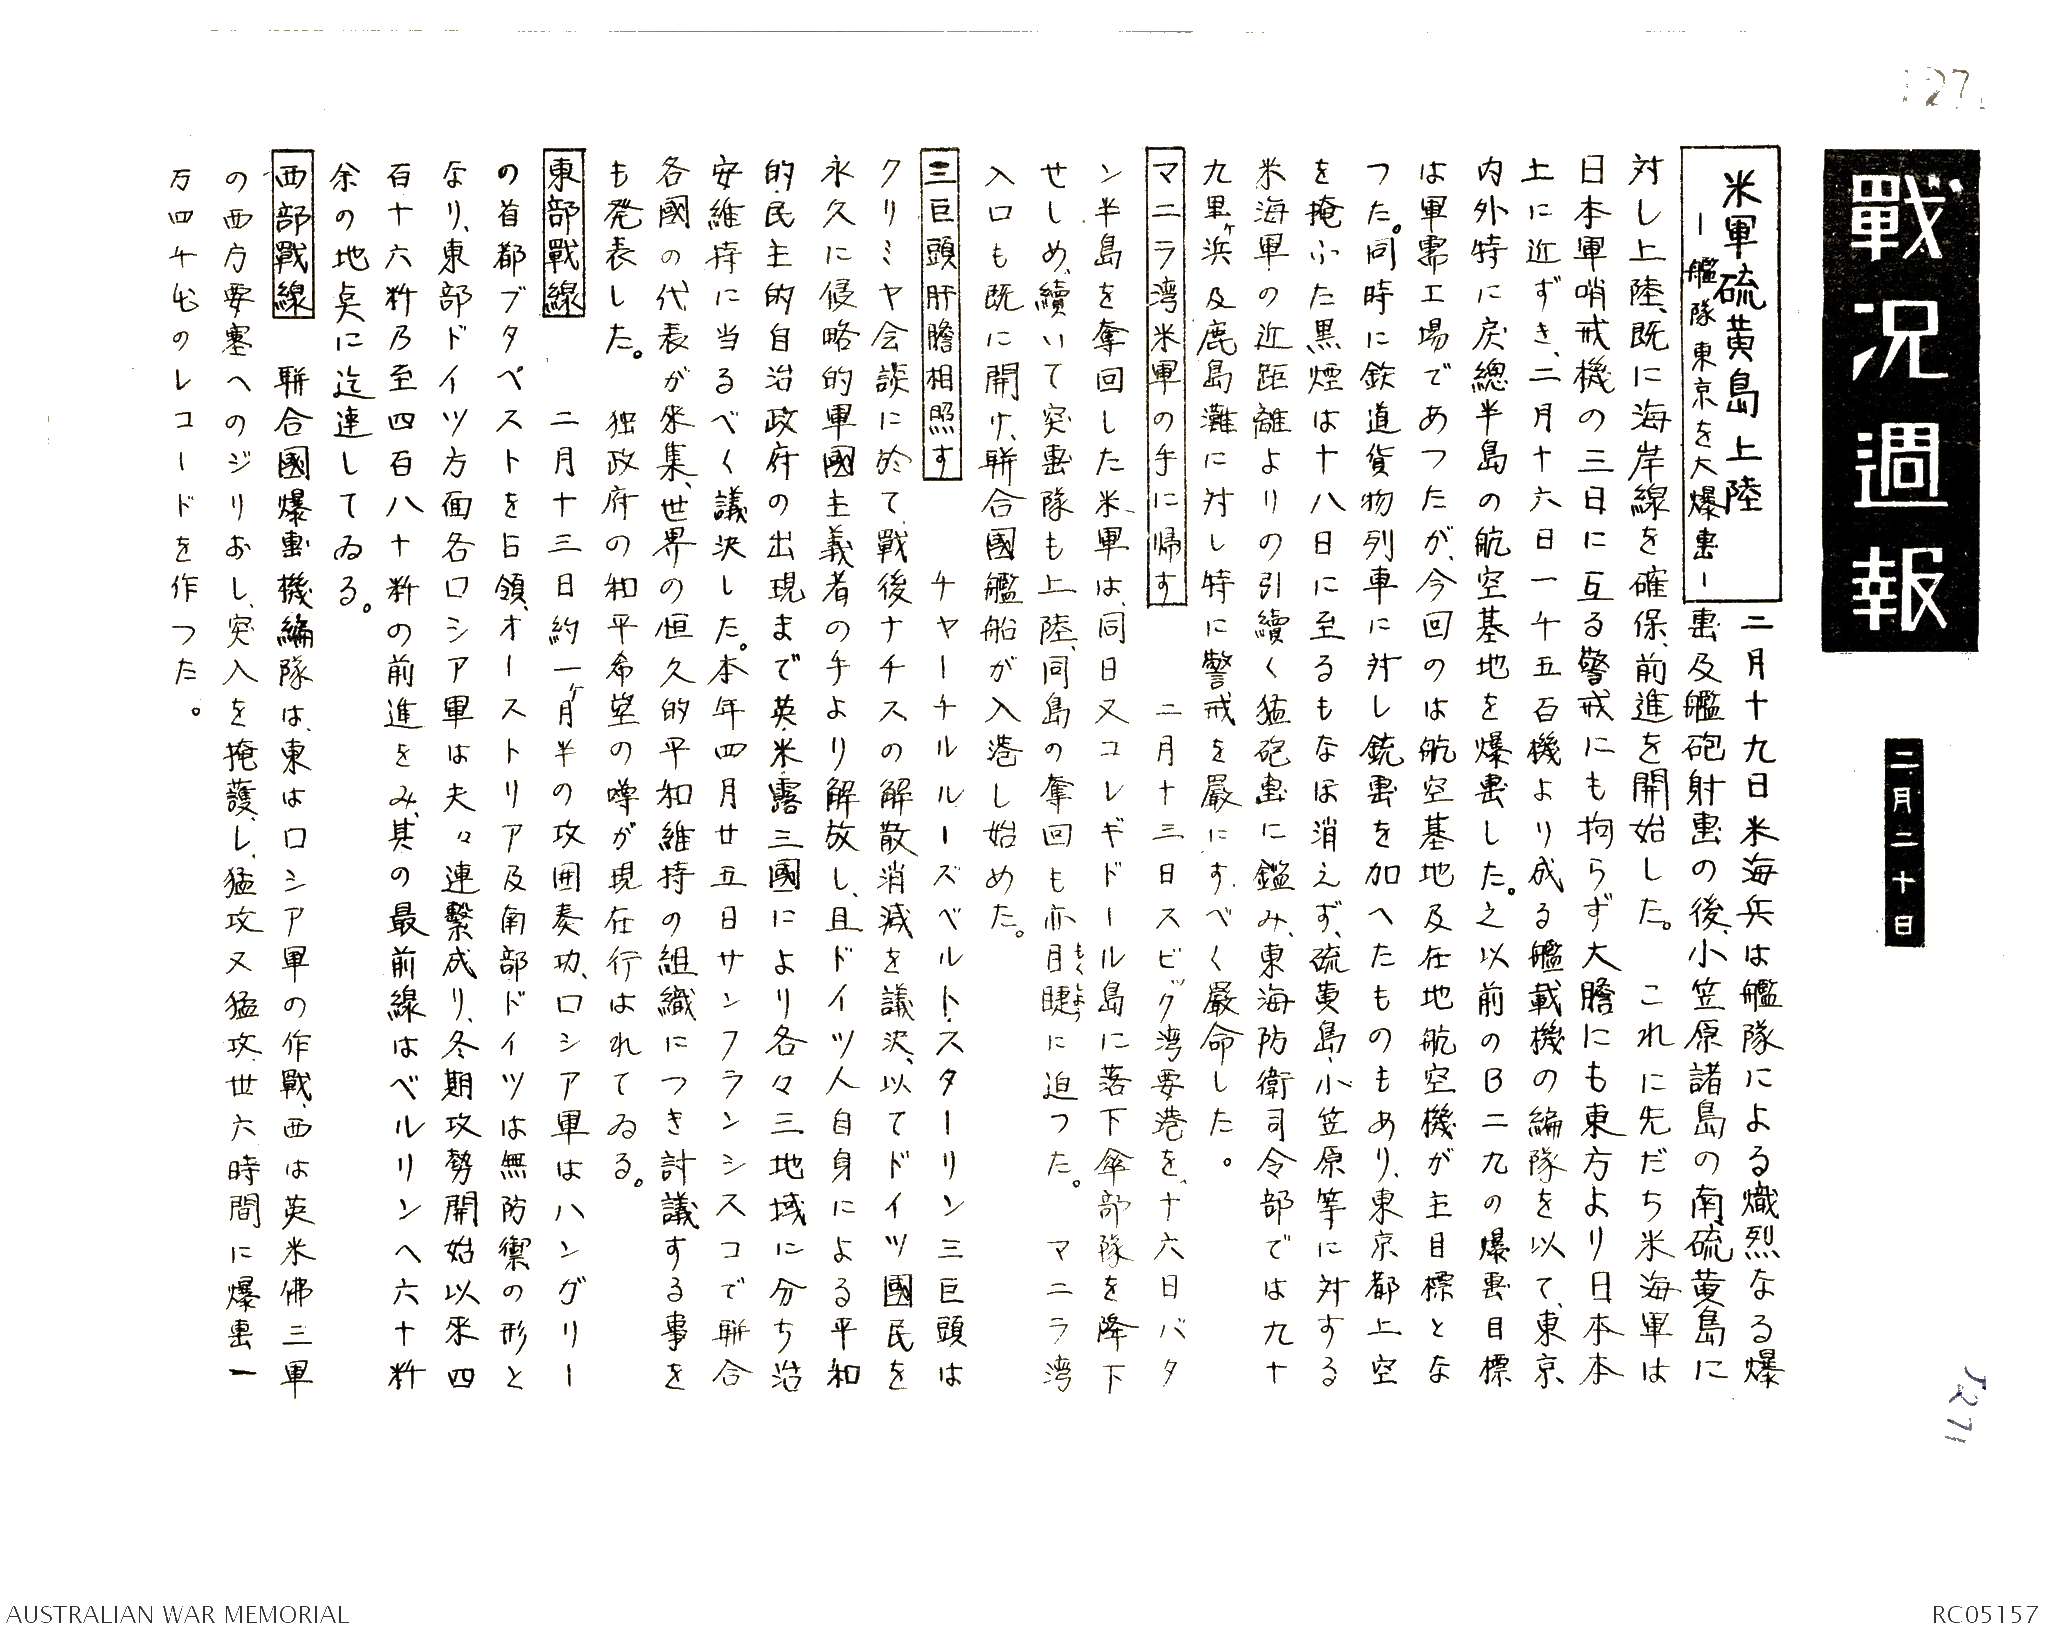 戰況週報
二月二十日
米軍硫黄島上陸
ー艦隊東京を大爆撃ー
二月十九日米海兵は艦隊による熾烈なる爆
撃及艦砲射撃の後、小笠原諸島の南、硫黄島に
対し上陸、既に海岸線を確保、前進を開始した。これに先だち米海軍は
日本軍哨戒機の三日に亙る警戒にも拘らず大膽にも東方より日本本
土に近ずき、二月十六日一千五百機より成る艦載機の編隊を以て、東京、
内外特に房總半島の航空基地を爆撃した。之以前のB二九の爆撃目標
は軍需工場であつたが、今回のは航空基地及在地航空機が主目標とな
つた。同時に鉄道貨物列車に対し銃撃を加へたものもあり、東京都上空
を掩ふた黒煙は十八日に至るもなほ消えず、硫黄島、小笠原等に対する
米海軍の近距離よりの引續く猛砲撃に鑑み、東海防衛司令部では九十
九里ヶ浜及鹿島灘に対し特に警戒を嚴にすべく嚴命した。
マニラ湾米軍の手に帰す
二月十三日スビック湾要港を、十六日バタ
ン半島を奪回した米軍は、同日又コレギドール島に落下傘部隊を降下
せしめ、續いて突撃隊も上陸、同島の奪回も亦目睫に迫つた。マニラ湾
もくしょう
入口も既に開け、聨合國艦船が入港し始めた。
三巨頭肝膽相照す
チヤーチルルーズベルト、スターリン三巨頭は
クリミヤ会談に於て、戰後ナチスの解散消滅を議決、以てドイツ國民を
永久に侵略的軍國主義者の手より解放し、且ドイツ人自身による平和
的、民主的自治政府の出現まで英、米、露三國により各々三地域に分ち治
安維持に当るべく議決した。本年四月廿五日サンフランシスコで聨合
各國の代表が來集、世界の恒久的平和維持の組織につき討議する事を
も発表した。独政府の和平希望の噂が現在行はれてゐる。
東部戰線
二月十三日約一ヶ月半の攻囲奏功、ロシア軍はハングリー
の首都ブタペストを占領、オーストリア及南部ドイツは無防禦の形と
なり、東部ドイツ方面各ロシア軍は夫々連繋成り、冬期攻勢開始以來四
百十六粁乃至四百八十粁の前進をみ、其の最前線はベルリンへ六十粁
余の地奌に迄達してゐる。
西部戰線
聨合國爆撃機編隊は、東はロシア軍の作戰、西は英米佛三軍
の西方要塞へのジリおし、突入を掩護し、猛攻又猛攻、廿六時間に爆撃一
万四千屯のレコードを作つた。
127
J271
AUSTRALIAN WAR MEMORIAL
RC05157